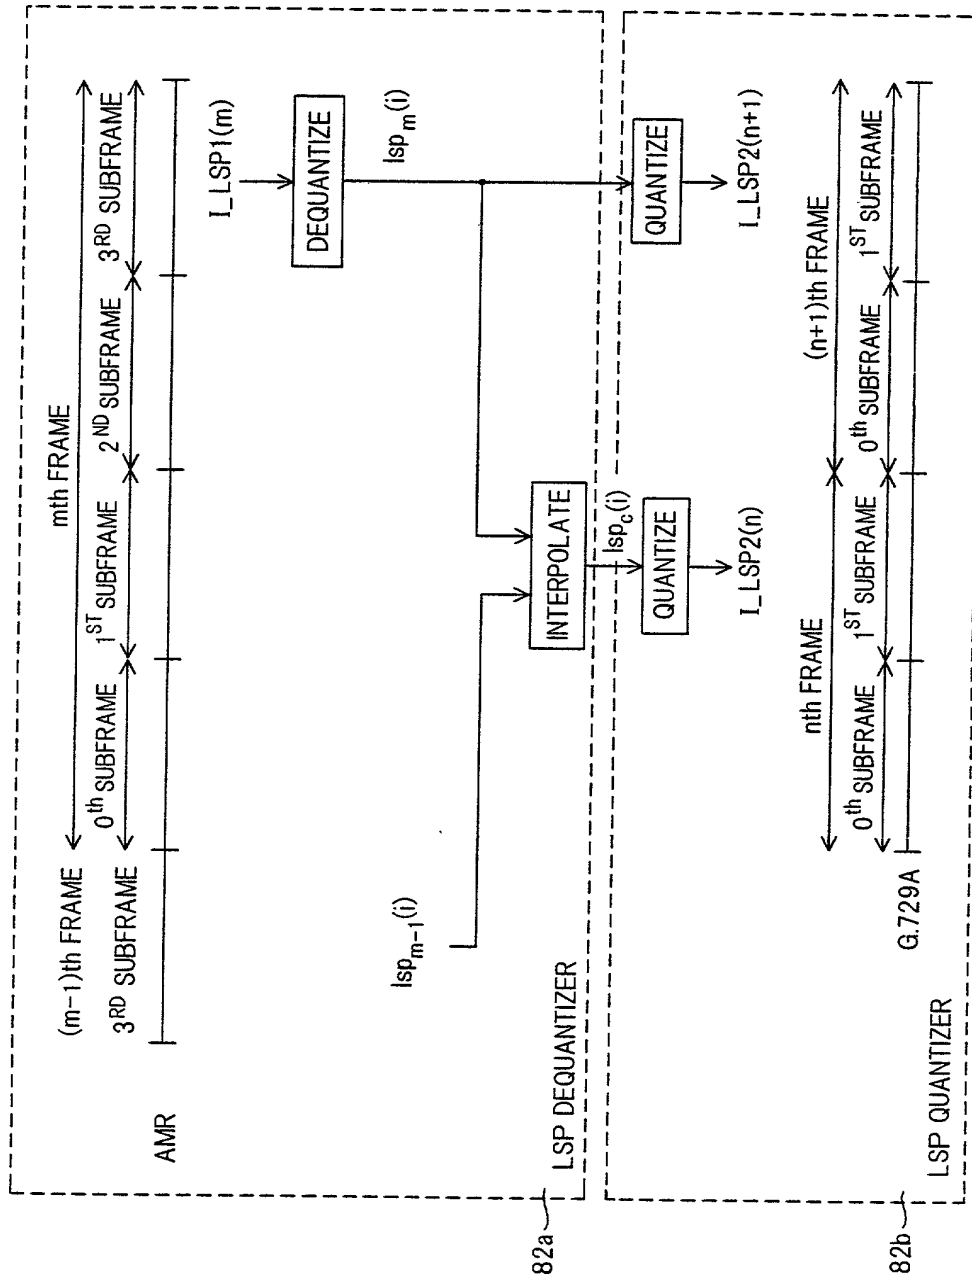 mth FRAME
(m-1)th FRAME
3RD SUBFRAME
0th SUBFRAME
1ST SUBFRAME
2ND SUBFRAME
3RD SUBFRAME
AMR
I_LSP1(m)
DEQUANTIZE
lspm(i)
lspm-1(i)
INTERPOLATE
LSP DEQUANTIZER
82a
lspc(i)
QUANTIZE
QUANTIZE
I_LSP2(n)
I_LSP2(n+1)
nth FRAME
(n+1)th FRAME
0th SUBFRAME
1ST SUBFRAME
0th SUBFRAME
1ST SUBFRAME
G.729A
LSP QUANTIZER
82b